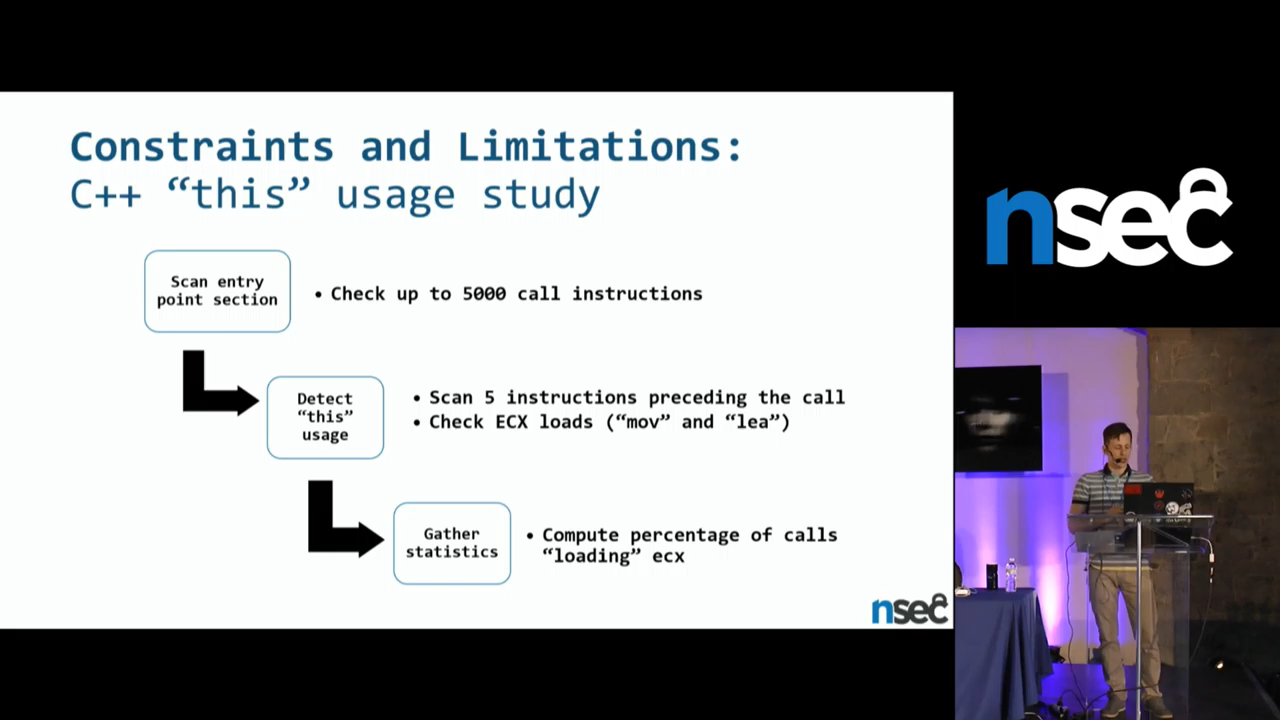 Constraints and Limitations:
C++ “this” usage study
Scan entry
point section
• Check up to 5000 call instructions
Detect
“this”
usage
• Scan 5 instructions preceding the call
• Check ECX loads (“mov” and “lea”)
Gather
statistics
• Compute percentage of calls
“loading” ecx
nsec
nsec